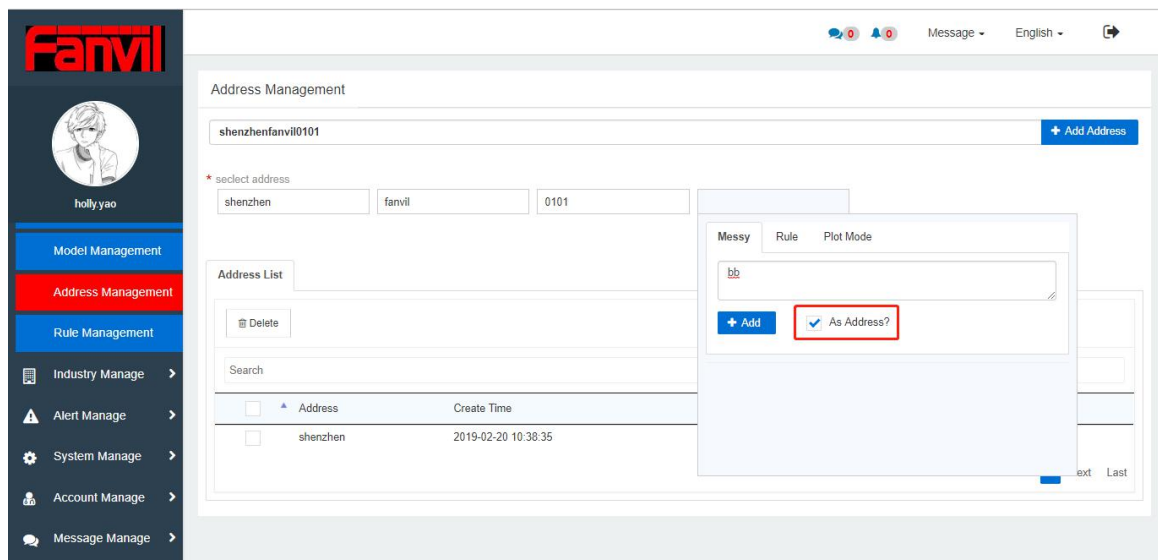 Fanvil
0 0 Message English
Address Management
shenzhenfanvil0101 + Add Address
* seclect address
shenzhen fanvil 0101
holly.yao
Messy Rule Plot Mode
Model Management
bb
Address List
Address Management
+ Add As Address?
Delete
Rule Management
Search
Industry Manage
Address Create Time
Alert Manage
shenzhen 2019-02-20 10:38:35
System Manage
ext Last
Account Manage
Message Manage